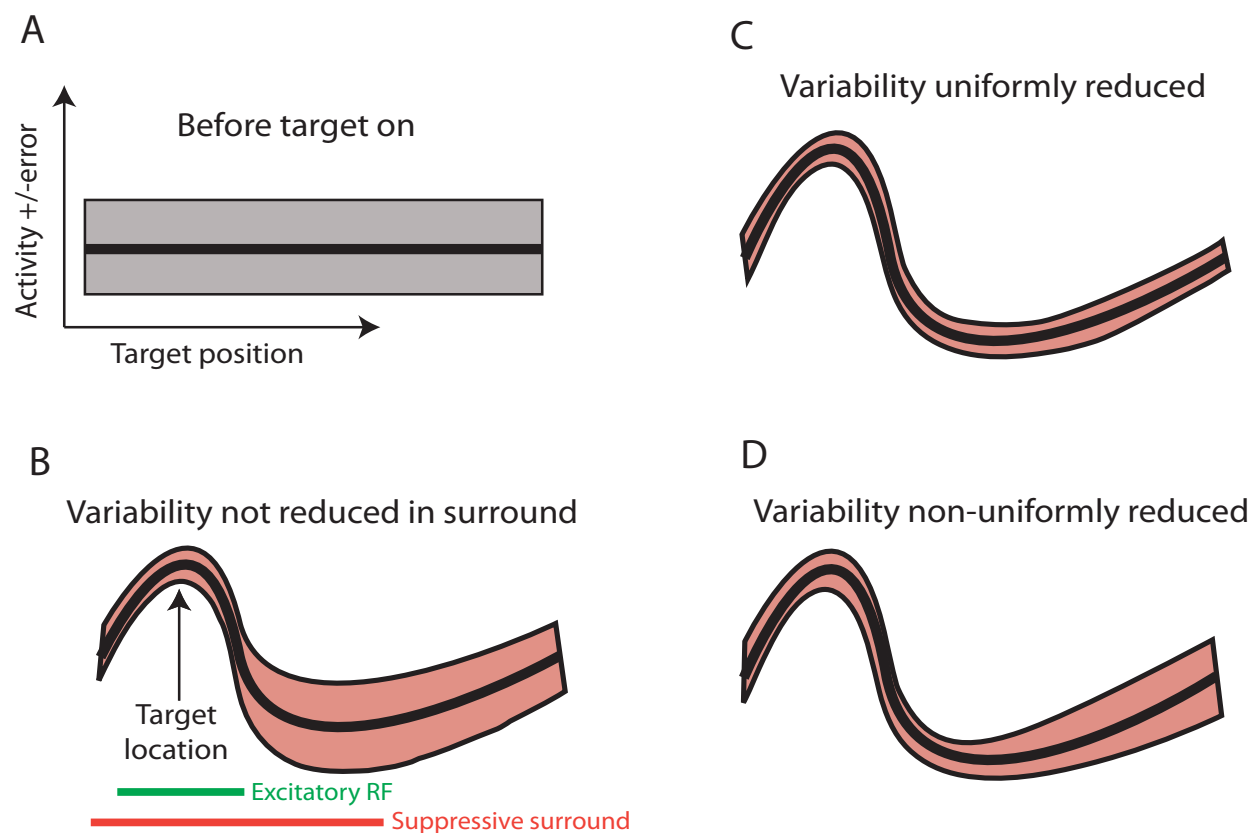 A
Before target on
Activity +/-error
Target position
B
Variability not reduced in surround
Target
location
Excitatory RF
Suppressive surround
C
Variability uniformly reduced
D
Variability non-uniformly reduced